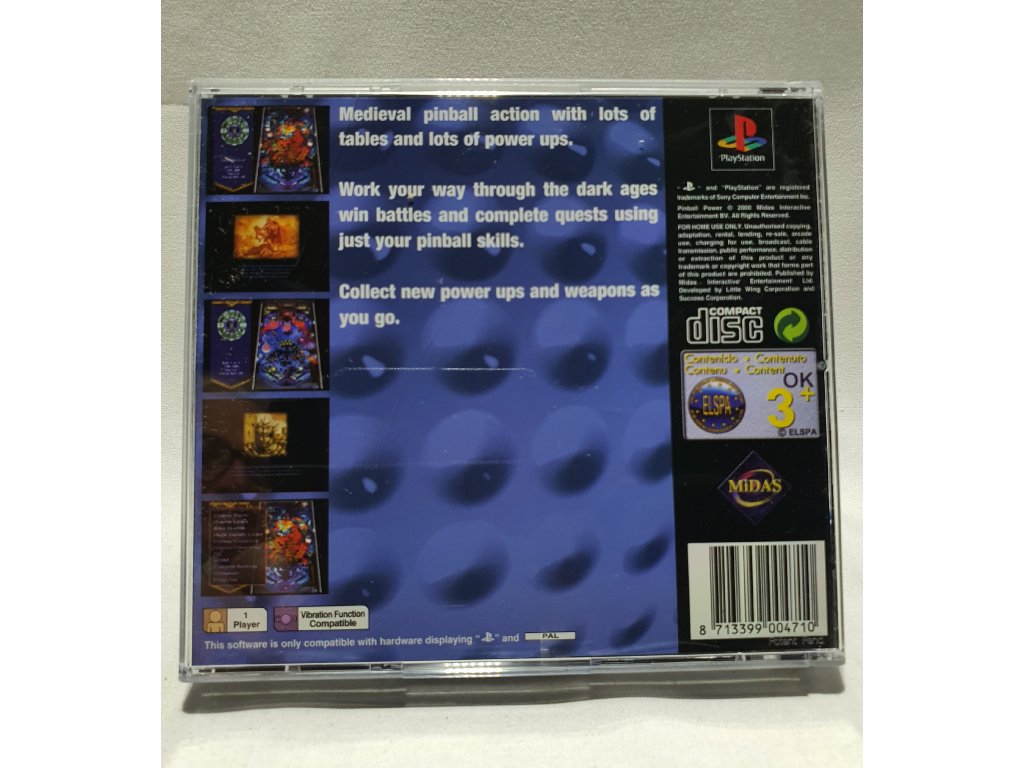 Medieval pinball action with lots of
tables and lots of power ups.
Work your way through the dark ages
win battles and complete quests using
just your pinball skills.
Collect new power ups and weapons as
you go.
1
Player
Vibration Function
Compatible
This software is only compatible with hardware displaying " " and PAL
PlayStation
" " and "PlayStation" are registered
trademarks of Sony Computer Entertainment Inc.
Pinball Power © 2000 Midas Interactive
Entertainment BV. All Rights Reserved.
FOR HOME USE ONLY. Unauthorised copying,
adaptation, rental, lending, re-sale, arcade
use, charging for use, broadcast, cable
transmission, public performance, distribution
or extraction of this product or any
trademark or copyright work that forms part
of this product are prohibited. Published by
Midas Interactive Entertainment Ltd.
Developed by Little Wing Corporation and
Success Corporation.
COMPACT
disc
Contenido • Contenuto
Contenu • Content
OK
ELSPA
3+
© ELSPA
MiDAS
8 713399 004710
Patent Pend.